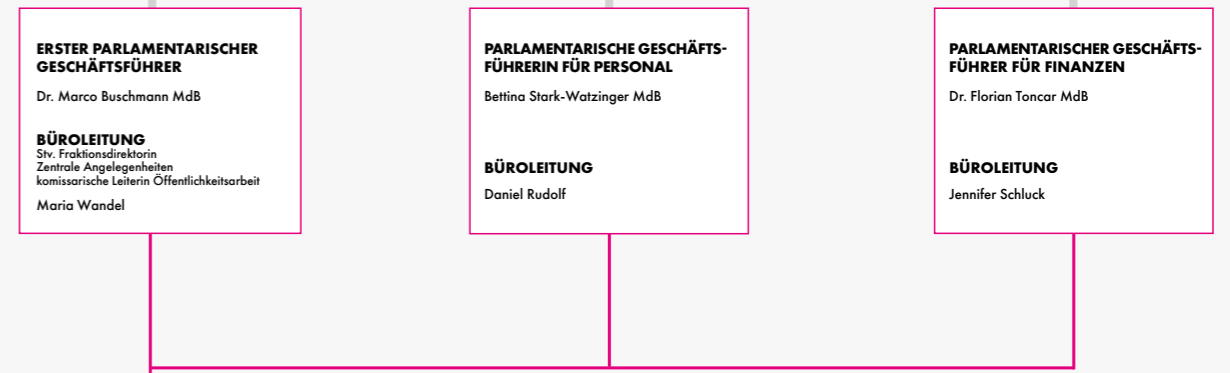 ERSTER PARLAMENTARISCHER
GESCHÄFTSFÜHRER
Dr. Marco Buschmann MdB
BÜROLEITUNG
Stv. Fraktionsdirektorin
Zentrale Angelegenheiten
komissarische Leiterin Öffentlichkeitsarbeit
Maria Wandel
PARLAMENTARISCHE GESCHÄFTS-
FÜHRERIN FÜR PERSONAL
Bettina Stark-Watzinger MdB
BÜROLEITUNG
Daniel Rudolf
PARLAMENTARISCHER GESCHÄFTS-
FÜHRER FÜR FINANZEN
Dr. Florian Toncar MdB
BÜROLEITUNG
Jennifer Schluck